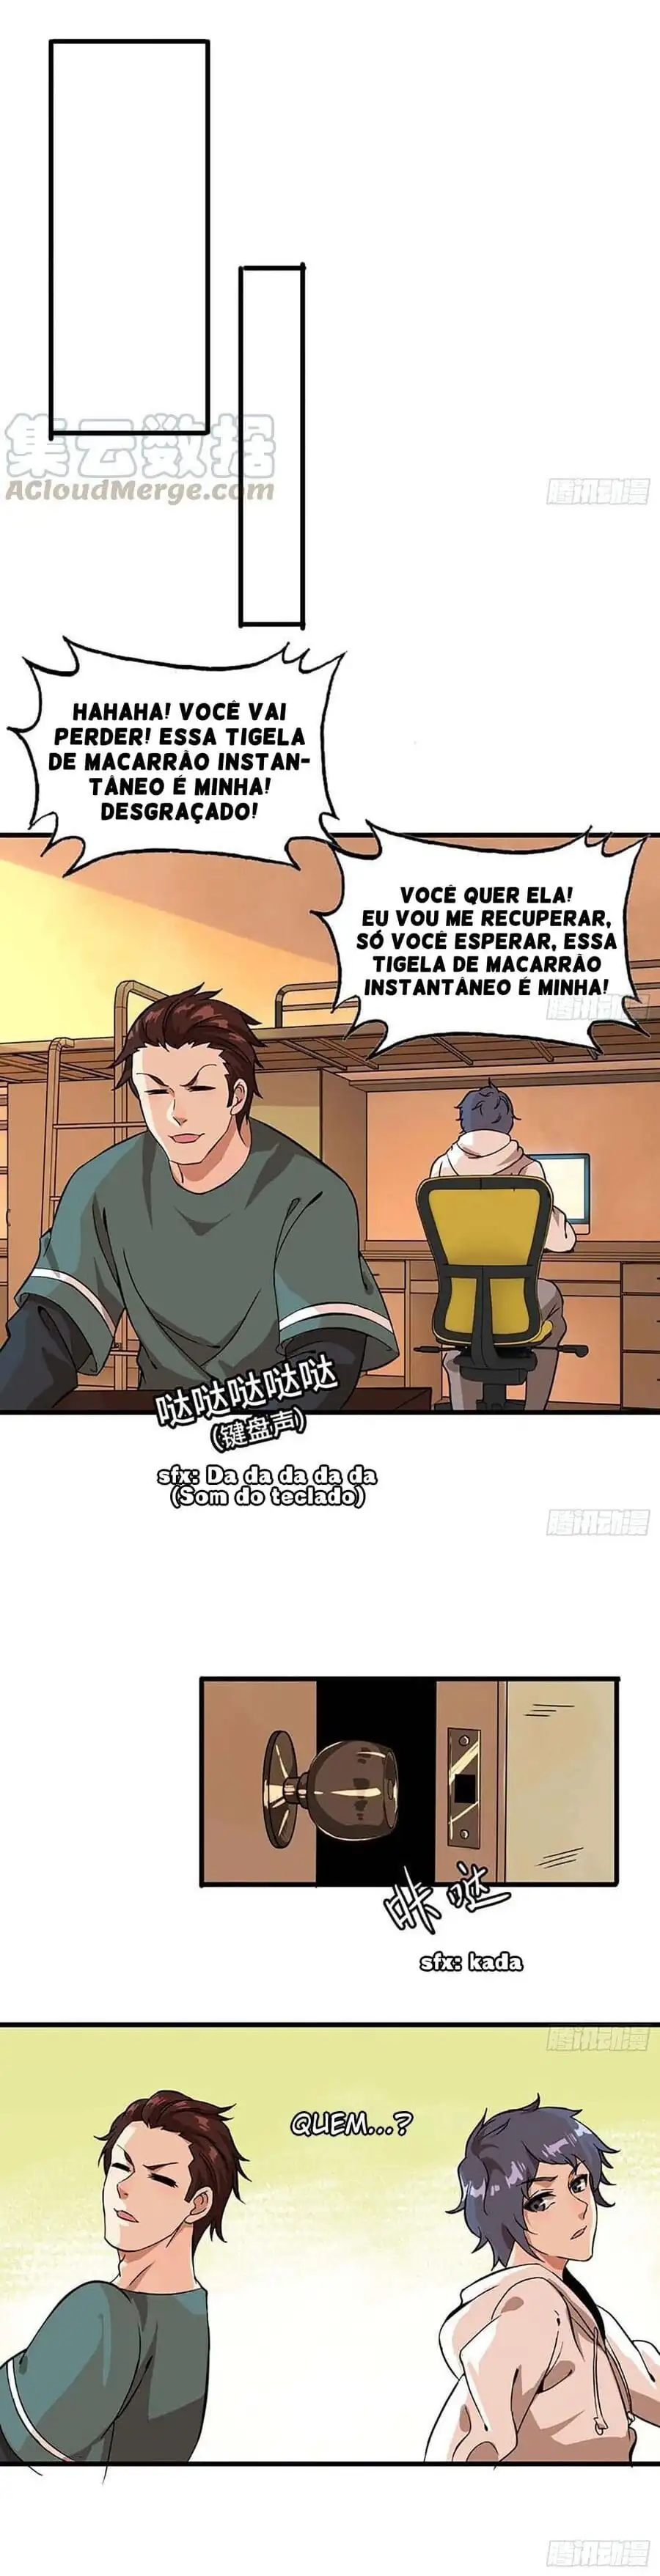 集云数据
AcloudMerge.com
腾讯动漫
HAHAHA! VOCÊ VAI
PERDER! ESSA TIGELA
DE MACARRÃO INSTAN-
TÂNEO É MINHA!
DESGRAÇADO!
VOCÊ QUER ELA!
EU VOU ME RECUPERAR,
SÓ VOCÊ ESPERAR, ESSA
TIGELA DE MACARRÃO
INSTANTÂNEO É MINHA!
腾讯动漫
哒哒哒哒哒
(键盘声)
sfx: Da da da da da
(Som do teclado)
腾讯动漫
咔哒
sfx: kada
腾讯动漫
QUEM...?
腾讯动漫